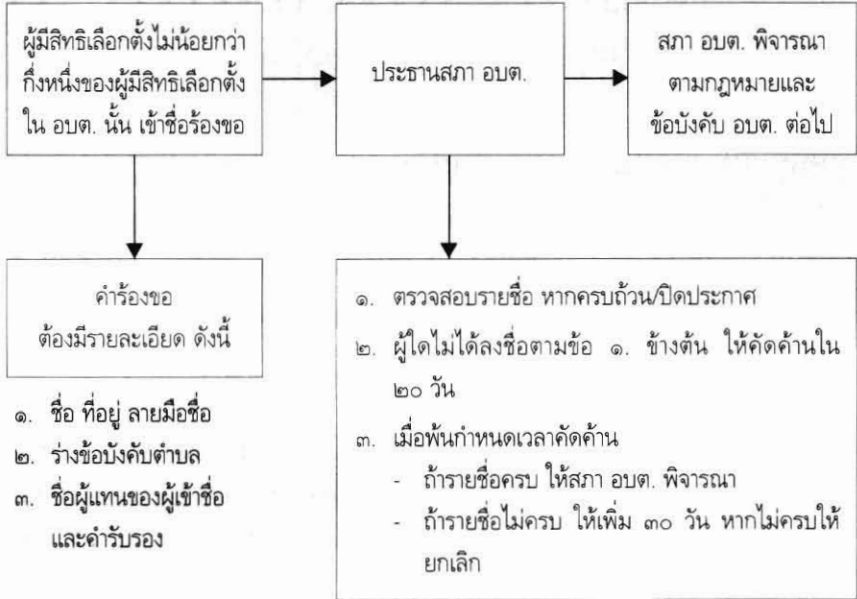 ผู้มีสิทธิเลือกตั้งไม่น้อยกว่า
กึ่งหนึ่งของผู้มีสิทธิเลือกตั้ง
ใน อบต. นั้น เข้าชื่อร้องขอ
ประธานสภา อบต.
สภา อบต. พิจารณา
ตามกฎหมายและ
ข้อบังคับ อบต. ต่อไป
คำร้องขอ
ต้องมีรายละเอียด ดังนี้
๑. ชื่อ ที่อยู่ ลายมือชื่อ
๒. ร่างข้อบังคับตำบล
๓. ชื่อผู้แทนของผู้เข้าชื่อ
และคำรับรอง
๑. ตรวจสอบรายชื่อ หากครบถ้วน/ปิดประกาศ
๒. ผู้ใดไม่ได้ลงชื่อตามข้อ ๑. ข้างต้น ให้คัดค้านใน
๒๐ วัน
๓. เมื่อพ้นกำหนดเวลาคัดค้าน
- ถ้ารายชื่อครบ ให้สภา อบต. พิจารณา
- ถ้ารายชื่อไม่ครบ ให้เพิ่ม ๓๐ วัน หากไม่ครบให้
ยกเลิก